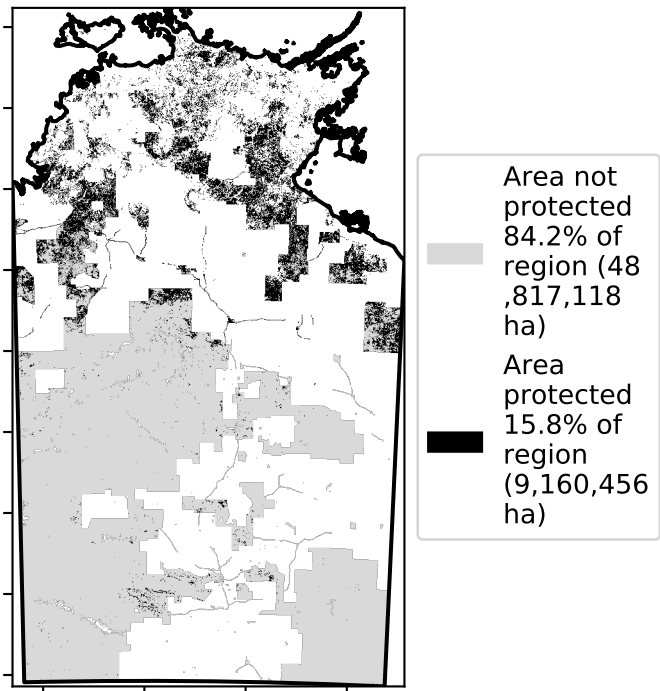 Area not
protected
84.2% of
region (48
,817,118
ha)
Area
protected
15.8% of
region
(9,160,456
ha)